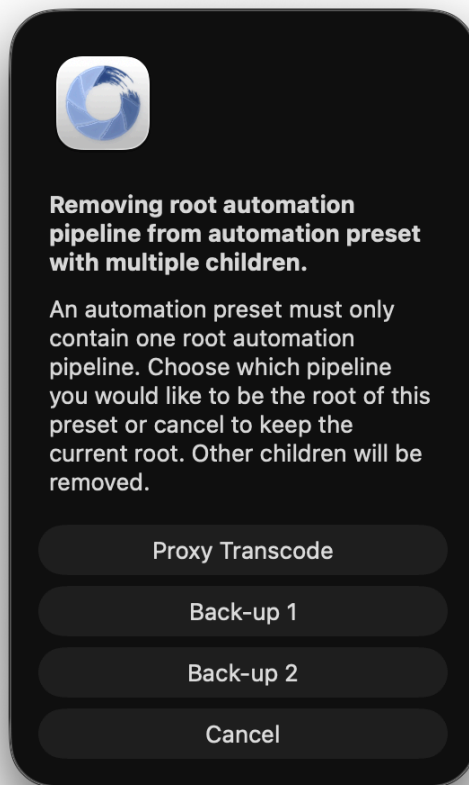 Removing root automation
pipeline from automation preset
with multiple children.
An automation preset must only
contain one root automation
pipeline. Choose which pipeline
you would like to be the root of this
preset or cancel to keep the
current root. Other children will be
removed.
Proxy Transcode
Back-up 1
Back-up 2
Cancel